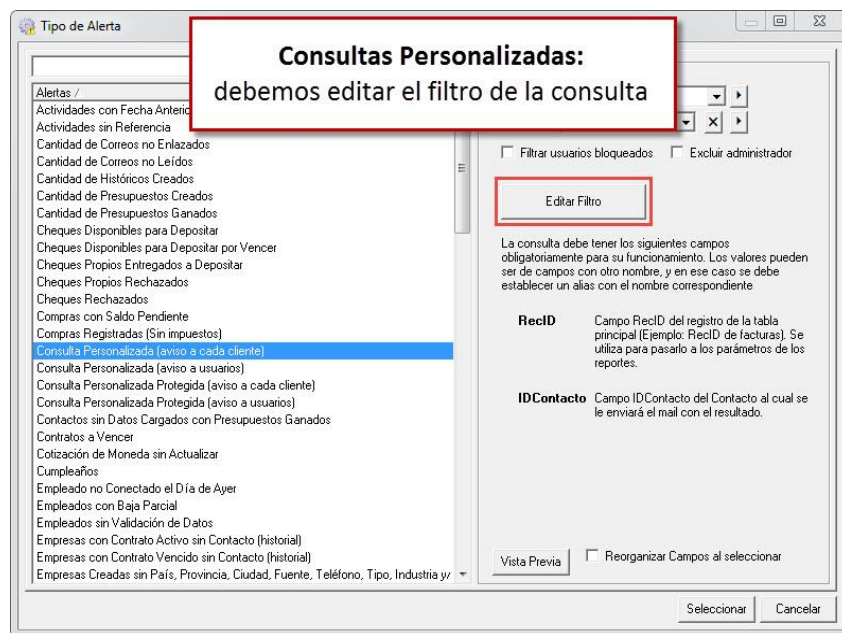 Tipo de Alerta
Consultas Personalizadas:
debemos editar el filtro de la consulta
Alertas /
Actividades con Fecha Anterio
Actividades sin Referencia
Cantidad de Correos no Enlazados
Cantidad de Correos no Leídos
Cantidad de Históricos Creados
Cantidad de Presupuestos Creados
Cantidad de Presupuestos Ganados
Cheques Disponibles para Depositar
Cheques Disponibles para Depositar por Vencer
Cheques Propios Entregados a Depositar
Cheques Propios Rechazados
Cheques Rechazados
Compras con Saldo Pendiente
Compras Registradas (Sin impuestos)
Consulta Personalizada (aviso a cada cliente)
Consulta Personalizada (aviso a usuarios)
Consulta Personalizada Protegida (aviso a cada cliente)
Consulta Personalizada Protegida (aviso a usuarios)
Contactos sin Datos Cargados con Presupuestos Ganados
Contratos a Vencer
Cotización de Moneda sin Actualizar
Cumpleaños
Empleado no Conectado el Día de Ayer
Empleados con Baja Parcial
Empleados sin Validación de Datos
Empresas con Contrato Activo sin Contacto (historial)
Empresas con Contrato Vencido sin Contacto (historial)
Empresas Creadas sin País, Provincia, Ciudad, Fuente, Teléfono, Tipo, Industria y/
Filtrar usuarios bloqueados
Excluir administrador
Editar Filtro
La consulta debe tener los siguientes campos
obligatoriamente para su funcionamiento. Los valores pueden
ser de campos con otro nombre, y en ese caso se debe
establecer un alias con el nombre correspondiente
RecID Campo RecID del registro de la tabla
principal (Ejemplo: RecID de facturas). Se
utiliza para pasarlo a los parámetros de los
reportes.
IDContacto Campo IDContacto del Contacto al cual se
le enviará el mail con el resultado.
Vista Previa
Reorganizar Campos al seleccionar
Seleccionar
Cancelar